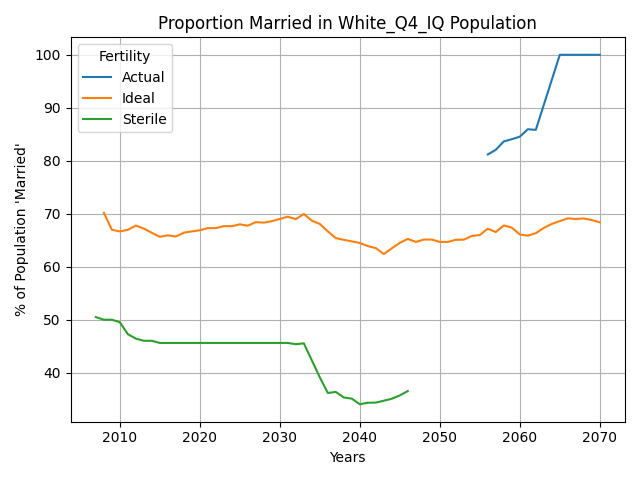 Proportion Married in White_Q4_IQ Population
% of Population 'Married'
Fertility
Actual
Ideal
Sterile
100
90
80
70
60
50
40
2010 2020 2030 2040 2050 2060 2070
Years